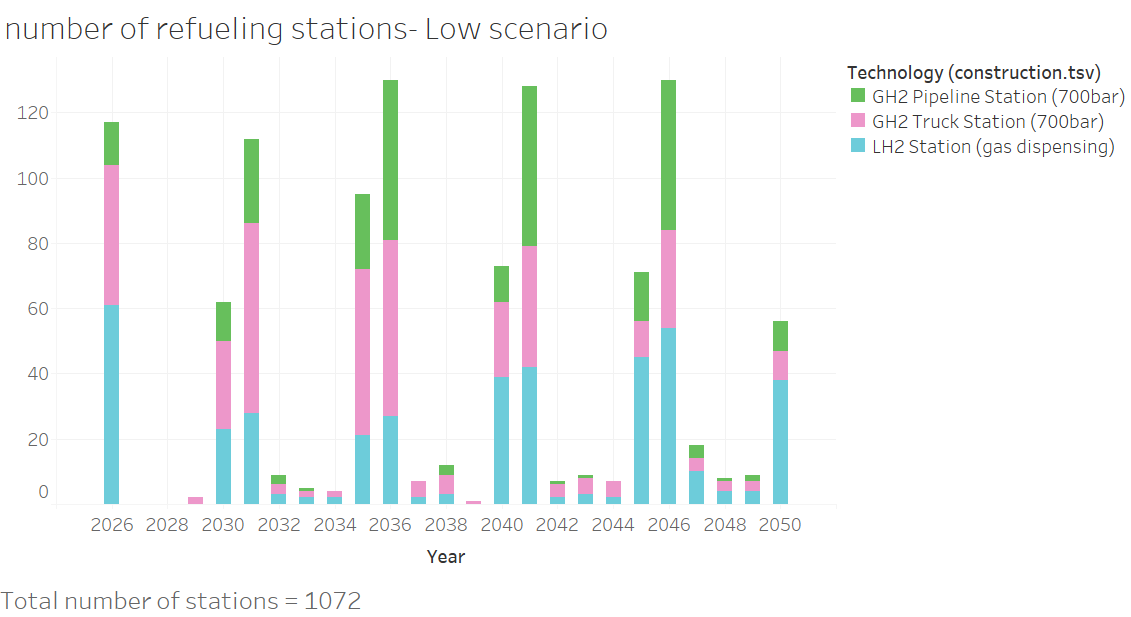 number of refueling stations- Low scenario
Technology (construction.tsv)
GH2 Pipeline Station (700bar)
GH2 Truck Station (700bar)
LH2 Station (gas dispensing)
120
100
80
60
40
20
0
2026 2028 2030 2032 2034 2036 2038 2040 2042 2044 2046 2048 2050
Year
Total number of stations = 1072